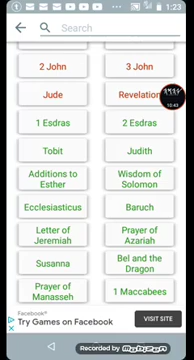 1:23
Search
2 John
3 John
Jude
Revelation
10:43
1 Esdras
2 Esdras
Tobit
Judith
Additions to
Esther
Wisdom of
Solomon
Ecclesiasticus
Baruch
Letter of
Jeremiah
Prayer of
Azariah
Susanna
Bel and the
Dragon
Prayer of
Manasseh
1 Maccabees
Facebook®
Try Games on Facebook
VISIT SITE
Recorded by